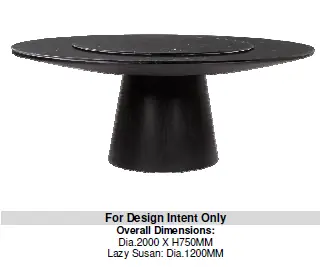 For Design Intent Only
Overall Dimensions:
Dia.2000 X H750MM
Lazy Susan: Dia.1200MM